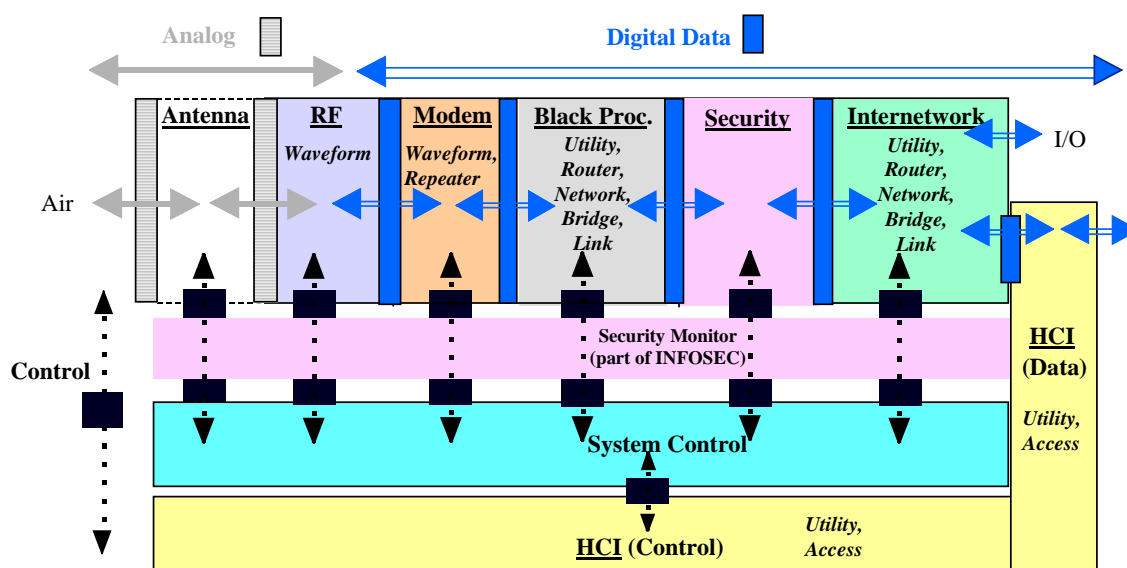 Analog
Digital Data
Antenna
RF
Waveform
Modem
Waveform,
Repeater
Black Proc.
Utility,
Router,
Network,
Bridge,
Link
Security
Internetwork
Utility,
Router,
Network,
Bridge,
Link
I/O
Air
Security Monitor
(part of INFOSEC)
Control
HCI
(Data)
Utility,
Access
System Control
HCI (Control)
Utility,
Access